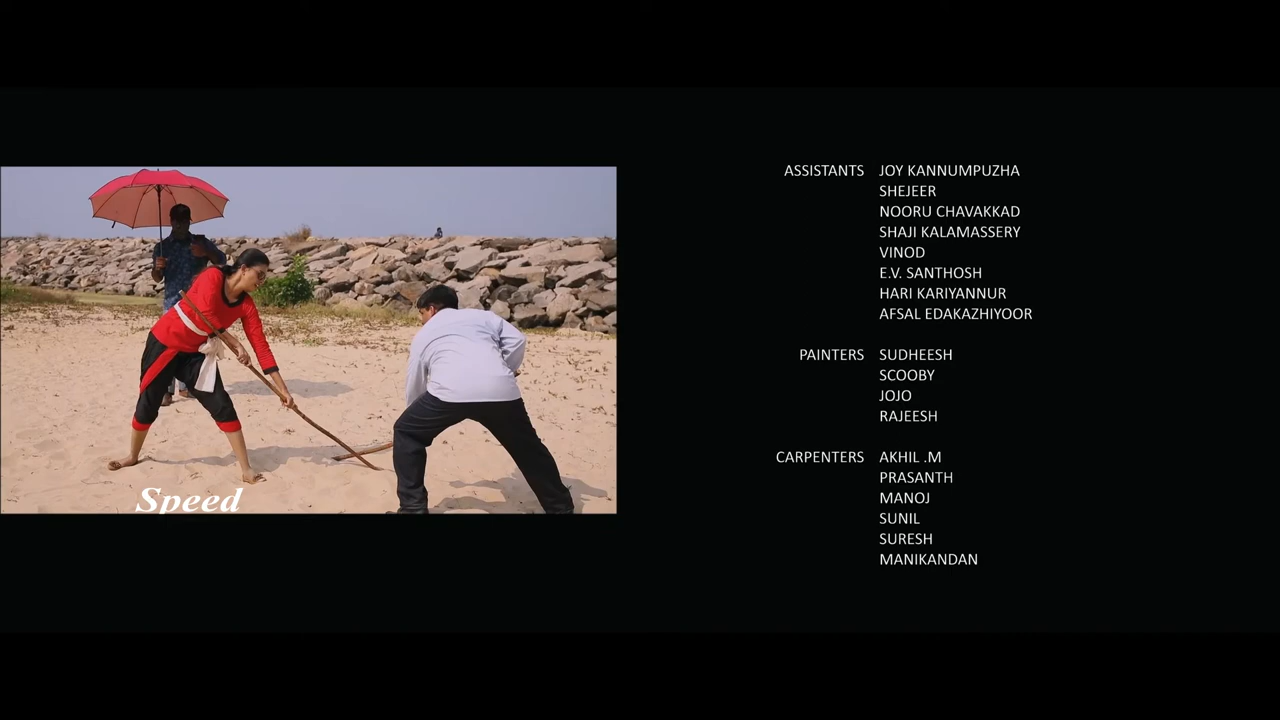 ASSISTANTS JOY KANNUMPUZHA
SHEJEER
NOORU CHAVAKKAD
SHAJI KALAMASSERY
VINOD
E.V. SANTHOSH
HARI KARIYANNUR
AFSAL EDAKAZHIYOOR
PAINTERS SUDHEESH
SCOOBY
JOJO
RAJEESH
CARPENTERS AKHIL .M
PRASANTH
MANOJ
SUNIL
SURESH
MANIKANDAN
Speed